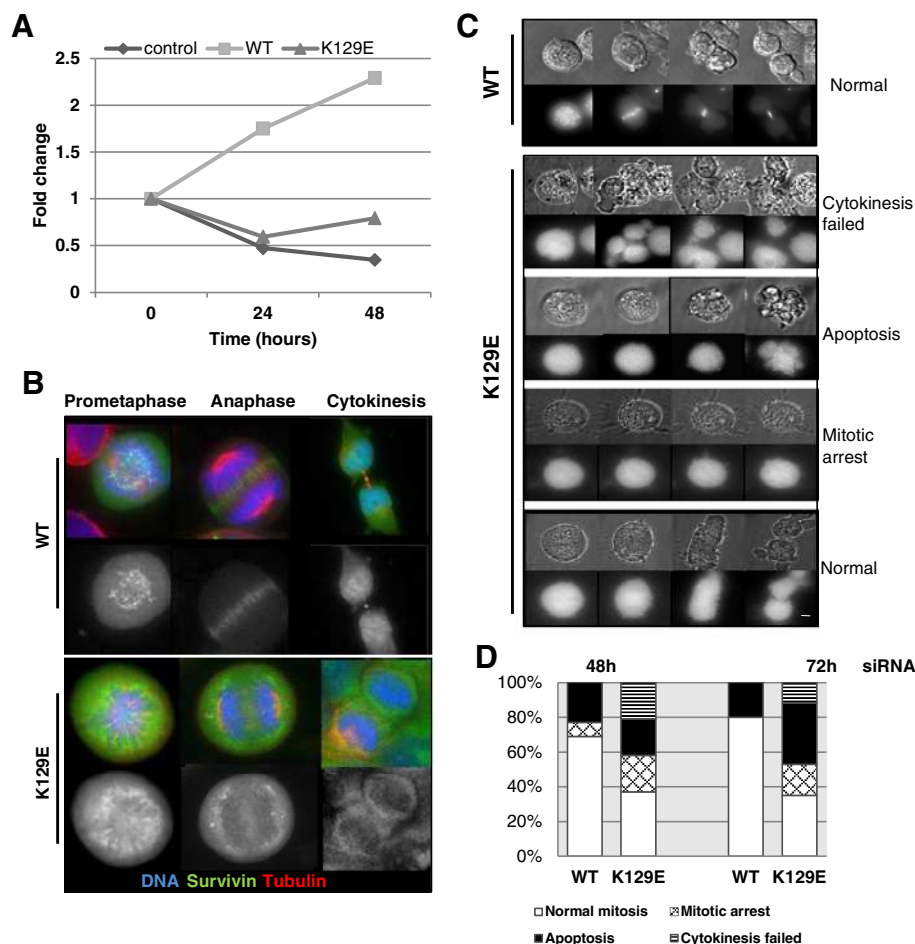 A
control WT K129E
2.5
2
1.5
1
0.5
0
Fold change
0 24 48
Time (hours)
B
Prometaphase Anaphase Cytokinesis
WT
K129E
DNA Survivin Tubulin
C
WT
Normal
K129E
Cytokinesis
failed
Apoptosis
Mitotic
arrest
Normal
D
48h 72h siRNA
100%
80%
60%
40%
20%
0%
WT K129E WT K129E
Normal mitosis Mitotic arrest
Apoptosis Cytokinesis failed